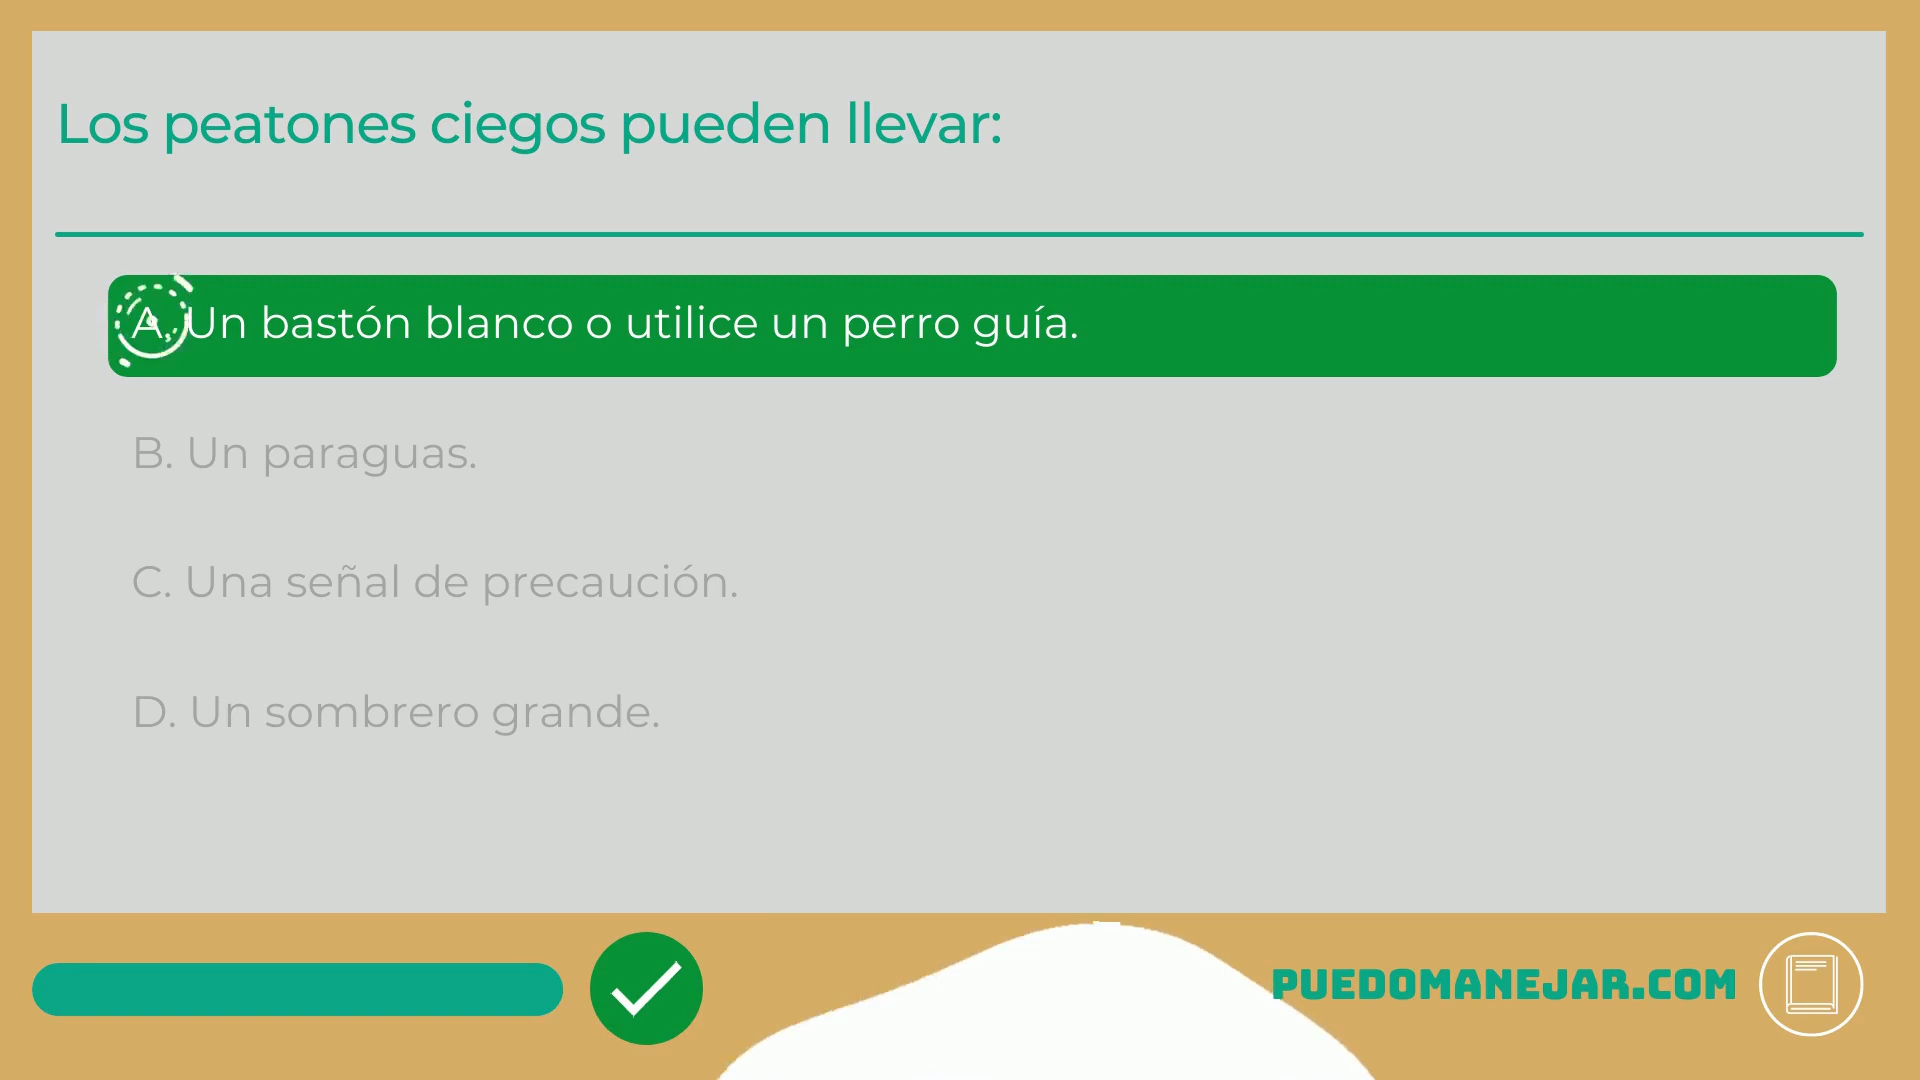 Los peatones ciegos pueden llevar:
A. Un bastón blanco o utilice un perro guía.
B. Un paraguas.
C. Una señal de precaución.
D. Un sombrero grande.
PUEDOMANEJAR.COM